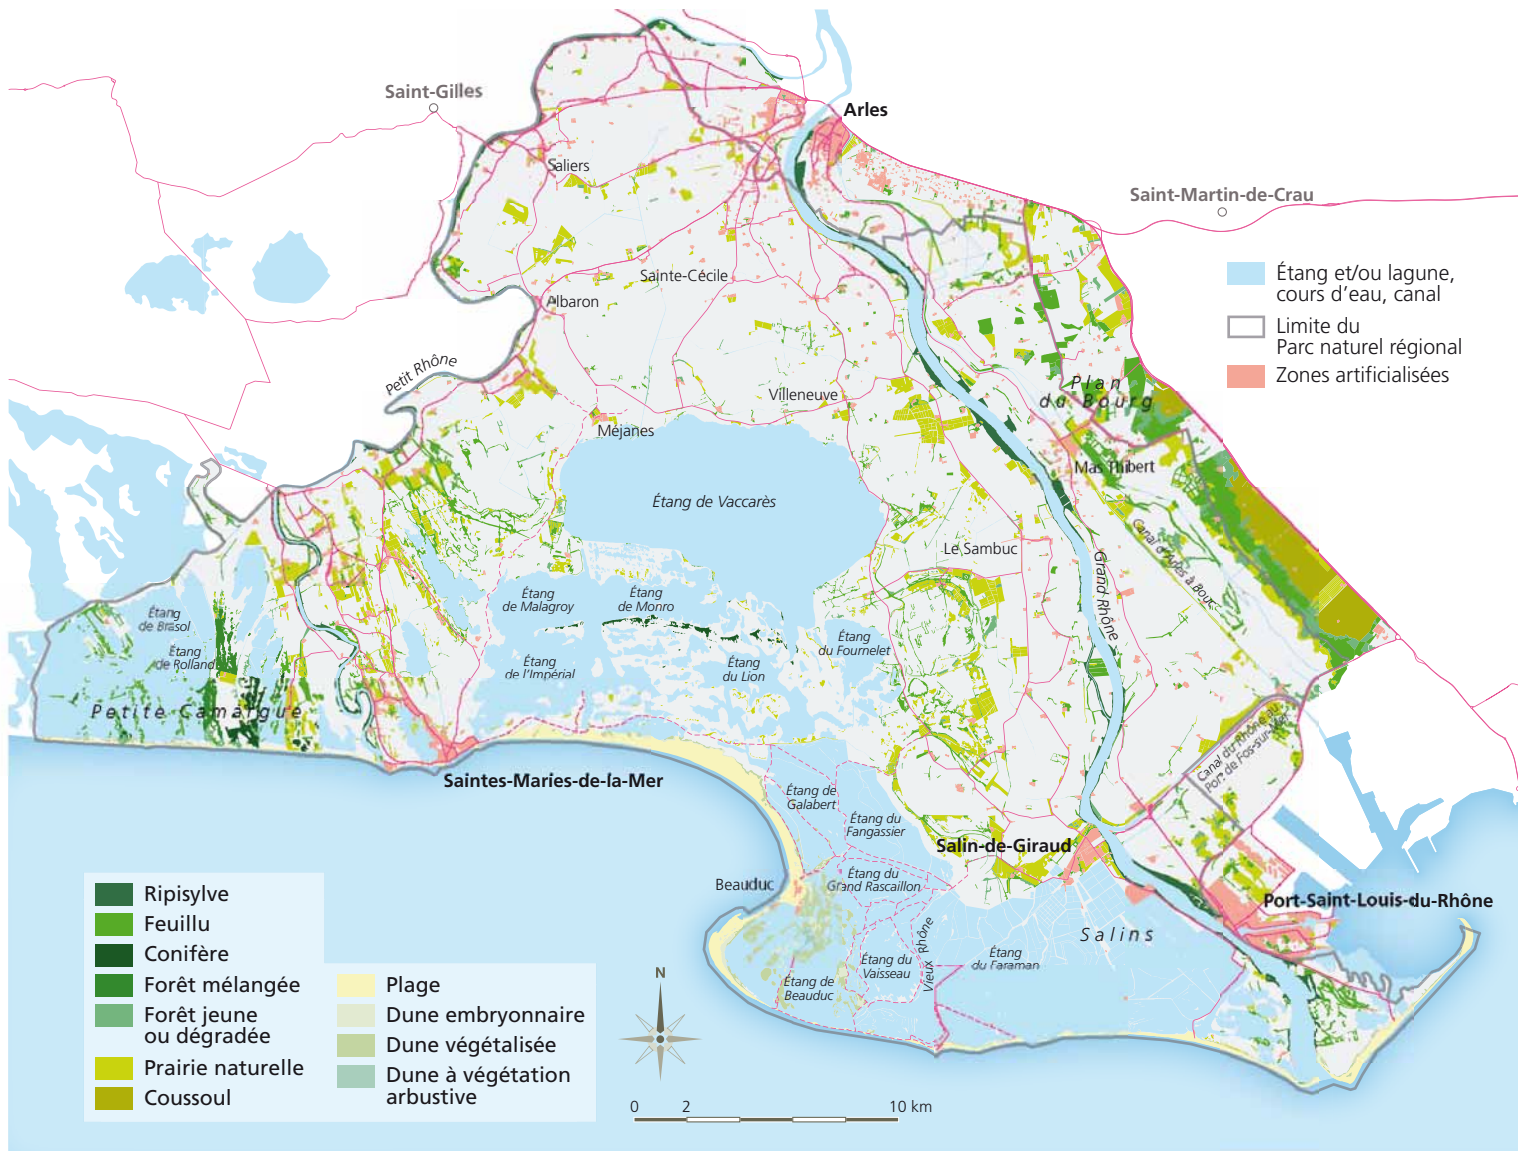 Saint-Gilles
Arles
Saliers
Saint-Martin-de-Crau
Sainte-Cécile
Albaron
Étang et/ou lagune,
cours d'eau, canal
Limite du
Parc naturel régional
Zones artificialisées
Petit Rhône
Plan
du Bourg
Villeneuve
Méjanes
Mas Thibert
Étang de Vaccarès
Canal d'Arles à Bouc
Le Sambuc
Grand Rhône
Étang
de Malagroy
Étang
de Monro
Étang
de Brasol
Étang
du Fournelet
Étang
de Rolland
Étang
de l'Impérial
Étang
du Lion
Petite Camargue
Canal du Rhône au
Port de Fos-sur-Mer
Saintes-Maries-de-la-Mer
Étang de
Galabert
Étang du
Fangassier
Salin-de-Giraud
Beauduc
Étang du
Grand Rascaillon
Port-Saint-Louis-du-Rhône
Salins
Vieux Rhône
Étang du
Vaisseau
Étang
du Faraman
Étang de
Beauduc
Ripisylve
Feuillu
Conifère
Forêt mélangée
Forêt jeune
ou dégradée
Prairie naturelle
Coussoul
Plage
Dune embryonnaire
Dune végétalisée
Dune à végétation
arbustive
N
0 2 10 km